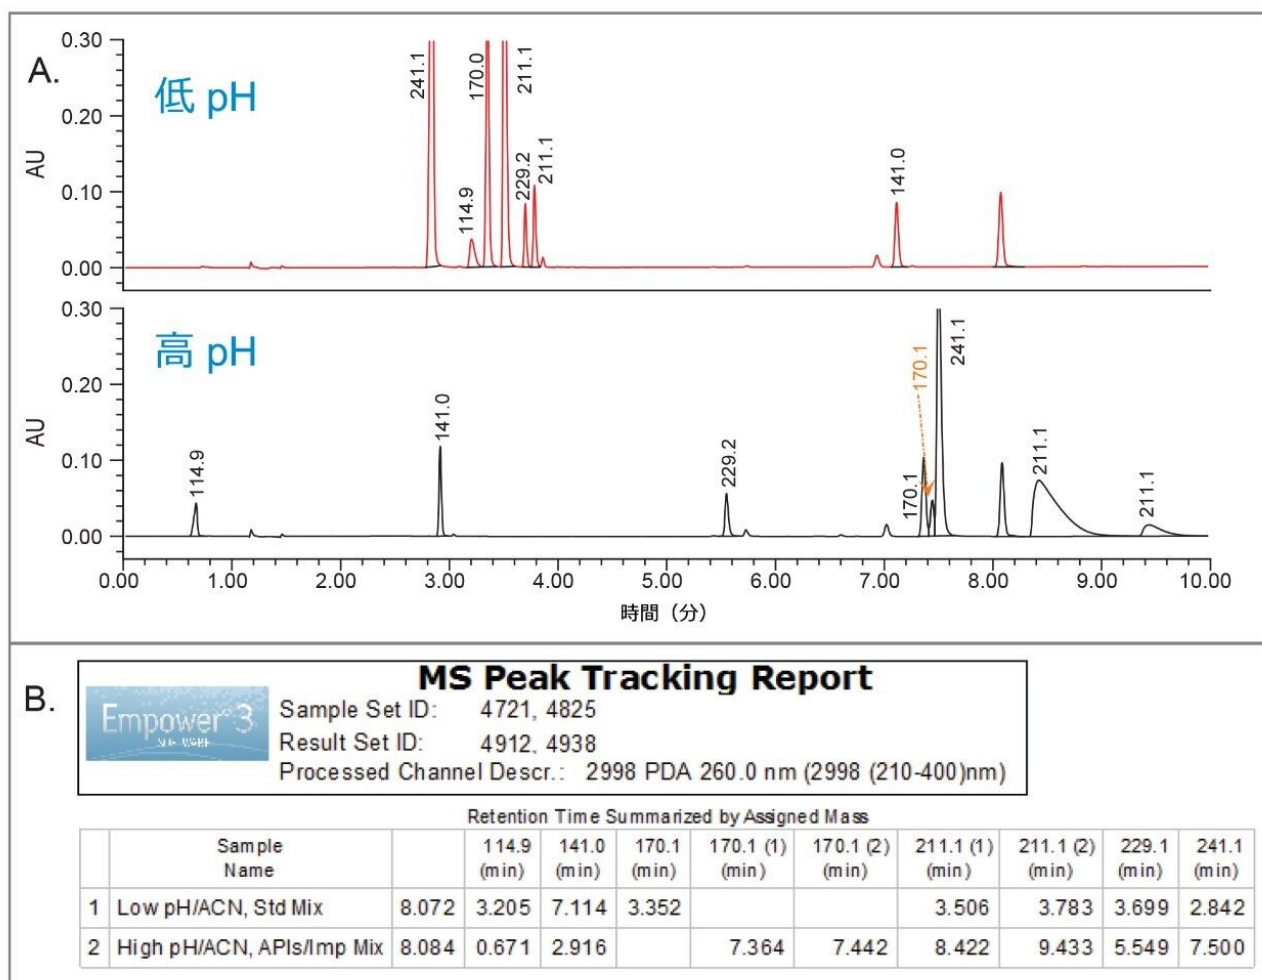 A.
低 pH
AU
0.30
0.20
0.10
0.00
241.1
114.9
170.0
211.1
229.2
211.1
141.0
高 pH
AU
0.30
0.20
0.10
0.00
114.9
141.0
229.2
170.1
170.1
241.1
211.1
211.1
0.00 1.00 2.00 3.00 4.00 5.00 6.00 7.00 8.00 9.00 10.00
時間（分）
B.
MS Peak Tracking Report
Empower 3
SOFTWARE
Sample Set ID: 4721, 4825
Result Set ID: 4912, 4938
Processed Channel Descr.: 2998 PDA 260.0 nm (2998 (210-400)nm)
Retention Time Summarized by Assigned Mass
Sample Name 114.9 (min) 141.0 (min) 170.1 (min) 170.1 (1) (min) 170.1 (2) (min) 211.1 (1) (min) 211.1 (2) (min) 229.1 (min) 241.1 (min)
1 Low pH/ACN, Std Mix 8.072 3.205 7.114 3.352 3.506 3.783 3.699 2.842
2 High pH/ACN, APIs/Imp Mix 8.084 0.671 2.916 7.364 7.442 8.422 9.433 5.549 7.500